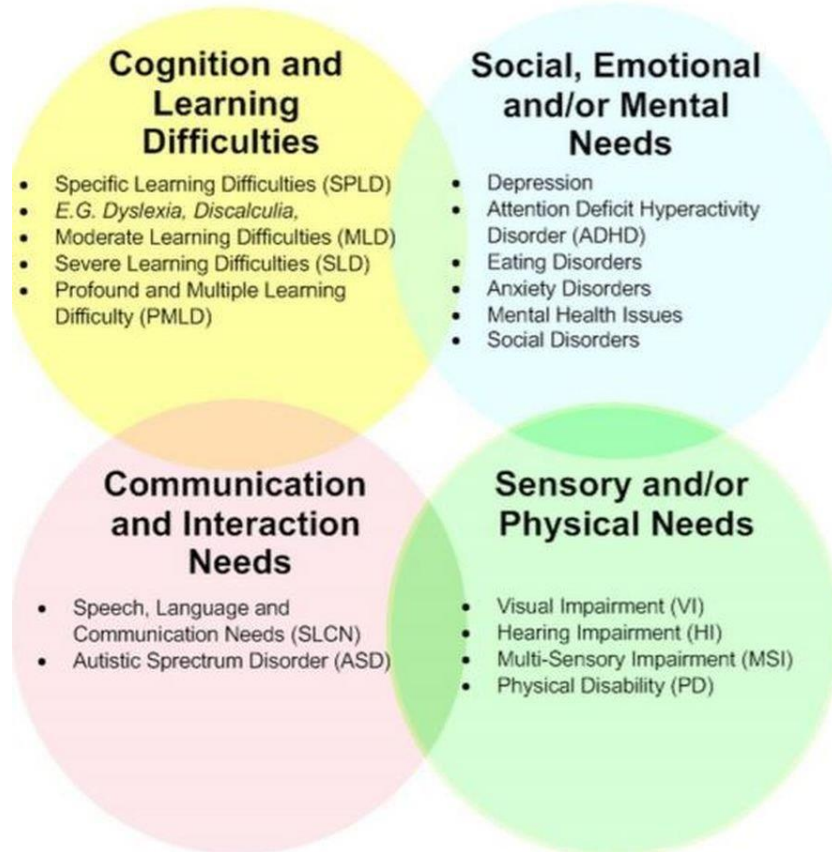 Cognition and
Learning
Difficulties
• Specific Learning Difficulties (SPLD)
• E.G. Dyslexia, Discalculia,
• Moderate Learning Difficulties (MLD)
• Severe Learning Difficulties (SLD)
• Profound and Multiple Learning
Difficulty (PMLD)
Social, Emotional
and/or Mental
Needs
• Depression
• Attention Deficit Hyperactivity
Disorder (ADHD)
• Eating Disorders
• Anxiety Disorders
• Mental Health Issues
• Social Disorders
Communication
and Interaction
Needs
• Speech, Language and
Communication Needs (SLCN)
• Autistic Sprectrum Disorder (ASD)
Sensory and/or
Physical Needs
• Visual Impairment (VI)
• Hearing Impairment (HI)
• Multi-Sensory Impairment (MSI)
• Physical Disability (PD)